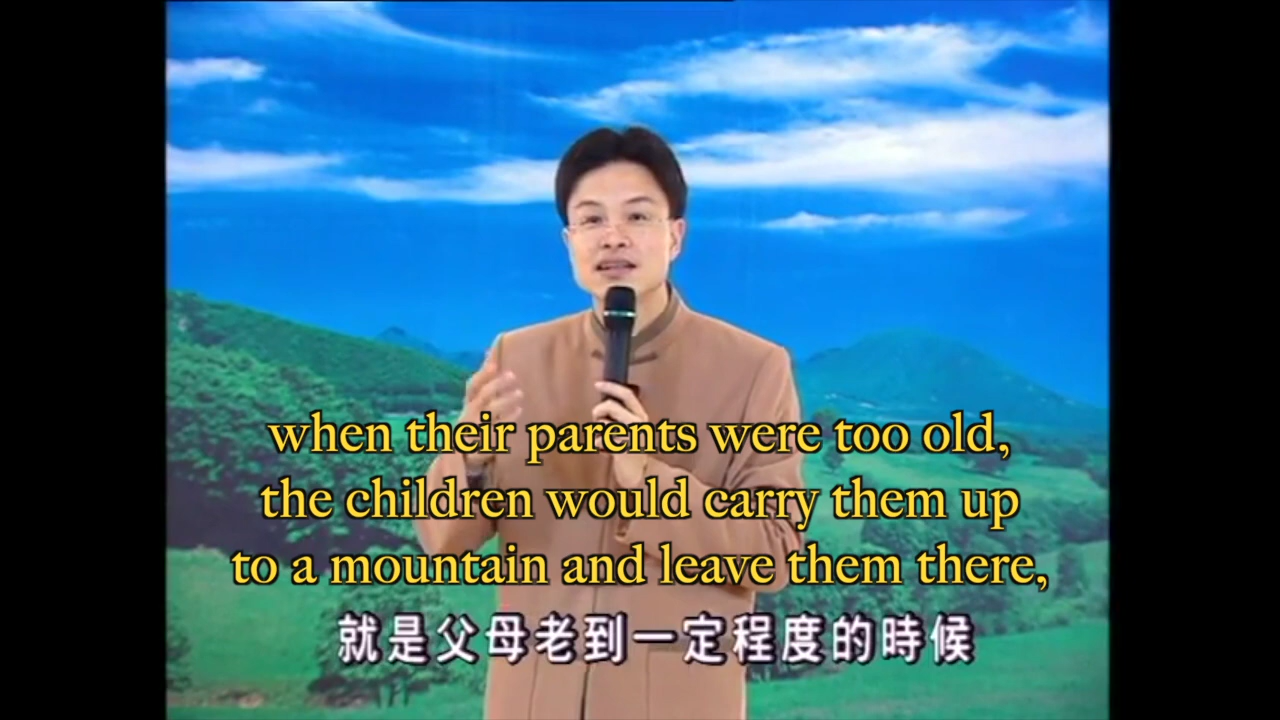 when their parents were too old,
the children would carry them up
to a mountain and leave them there,
就是父母老到一定程度的時候